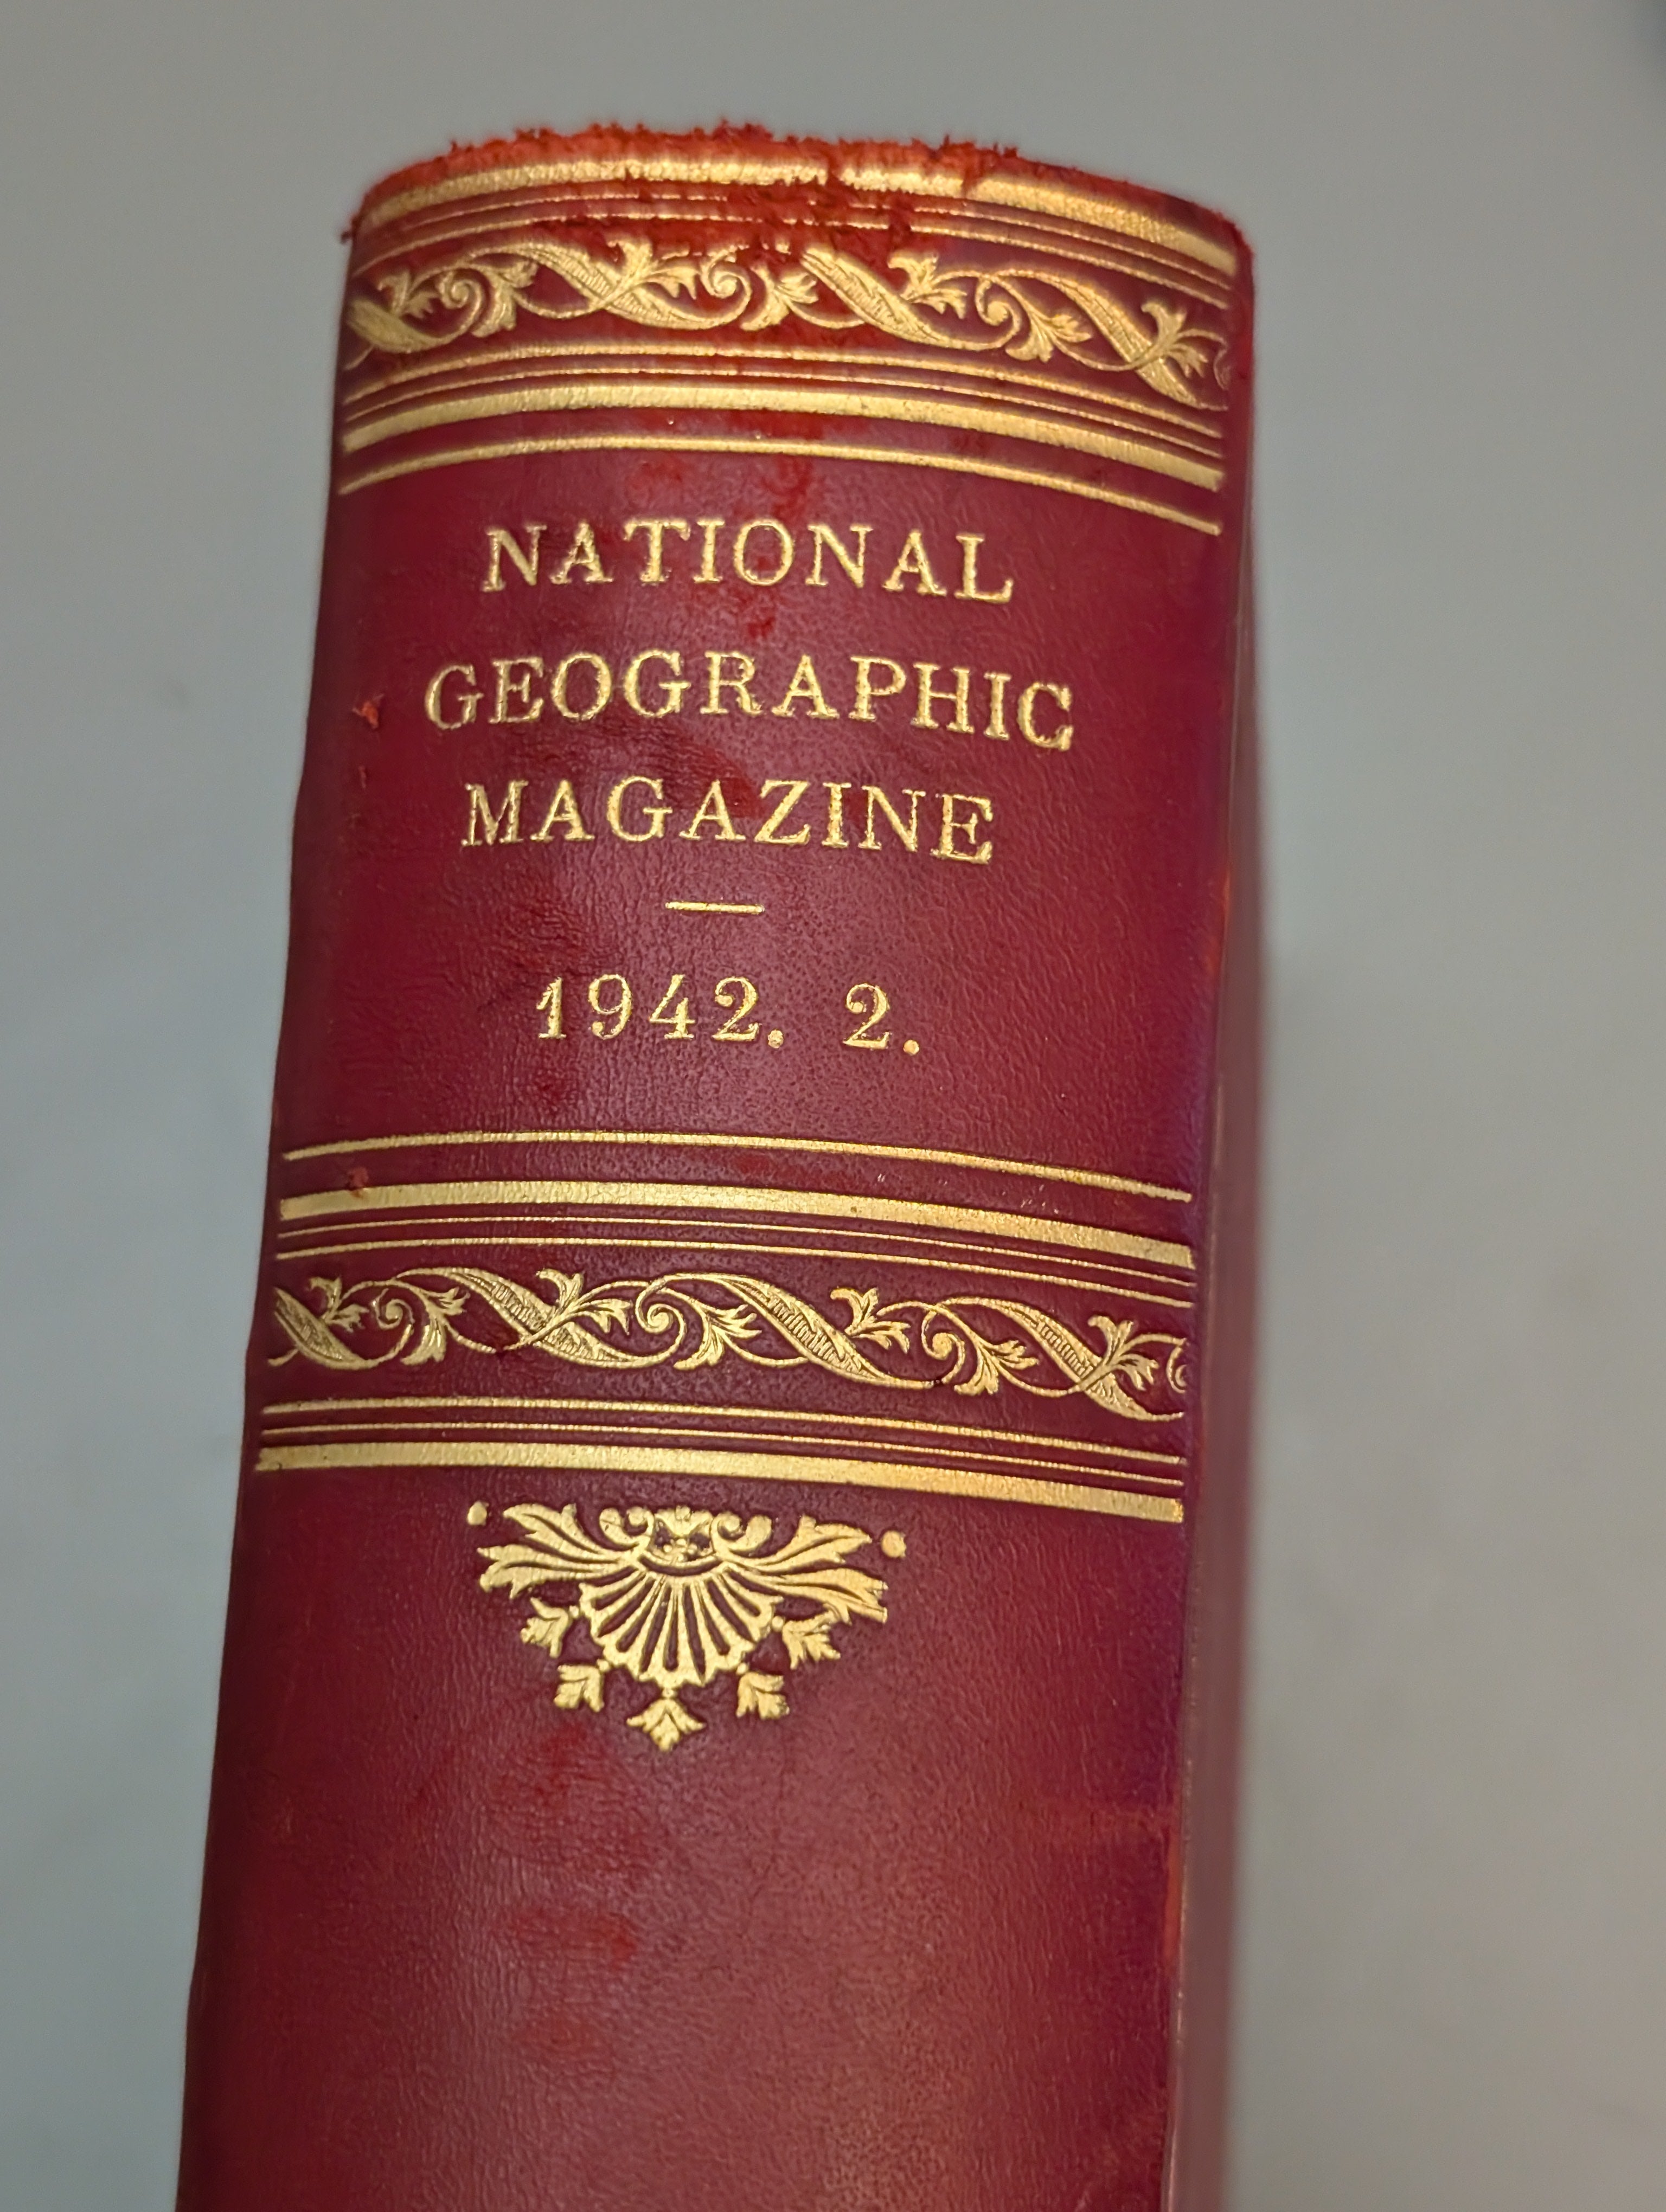 NATIONAL
GEOGRAPHIC
MAGAZINE
1942. 2.